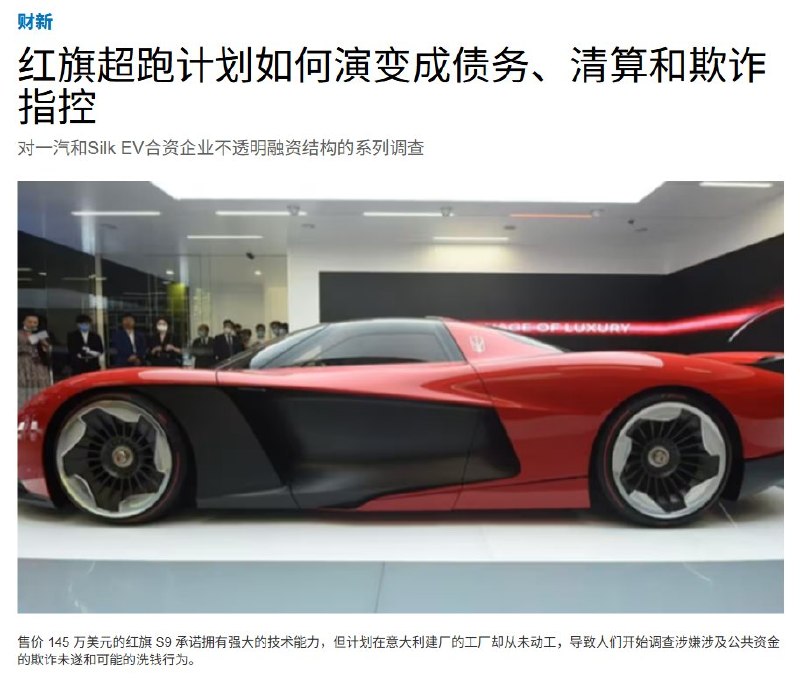 财新
红旗超跑计划如何演变成债务、清算和欺诈
指控
对一汽和Silk EV合资企业不透明融资结构的系列调查
AGE OF LUXURY
售价 145 万美元的红旗 S9 承诺拥有强大的技术能力，但计划在意大利建厂的工厂却从未动工，导致人们开始调查涉嫌涉及公共资金
的欺诈未遂和可能的洗钱行为。